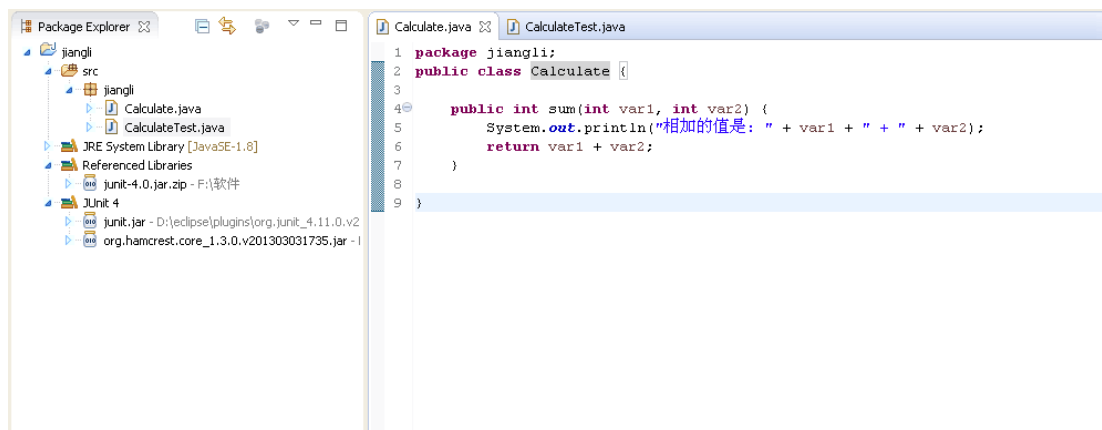 Package Explorer
jiangli
src
jiangli
Calculate.java
CalculateTest.java
JRE System Library [JavaSE-1.8]
Referenced Libraries
junit-4.0.jar.zip - F:\软件
JUnit 4
junit.jar - D:\eclipse\plugins\org.junit_4.11.0.v2
org.hamcrest.core_1.3.0.v201303031735.jar -
Calculate.java CalculateTest.java
1 package jiangli;
2 public class Calculate {
3
4 public int sum(int var1, int var2) {
5 System.out.println("相加的值是: " + var1 + " + " + var2);
6 return var1 + var2;
7 }
8
9 }